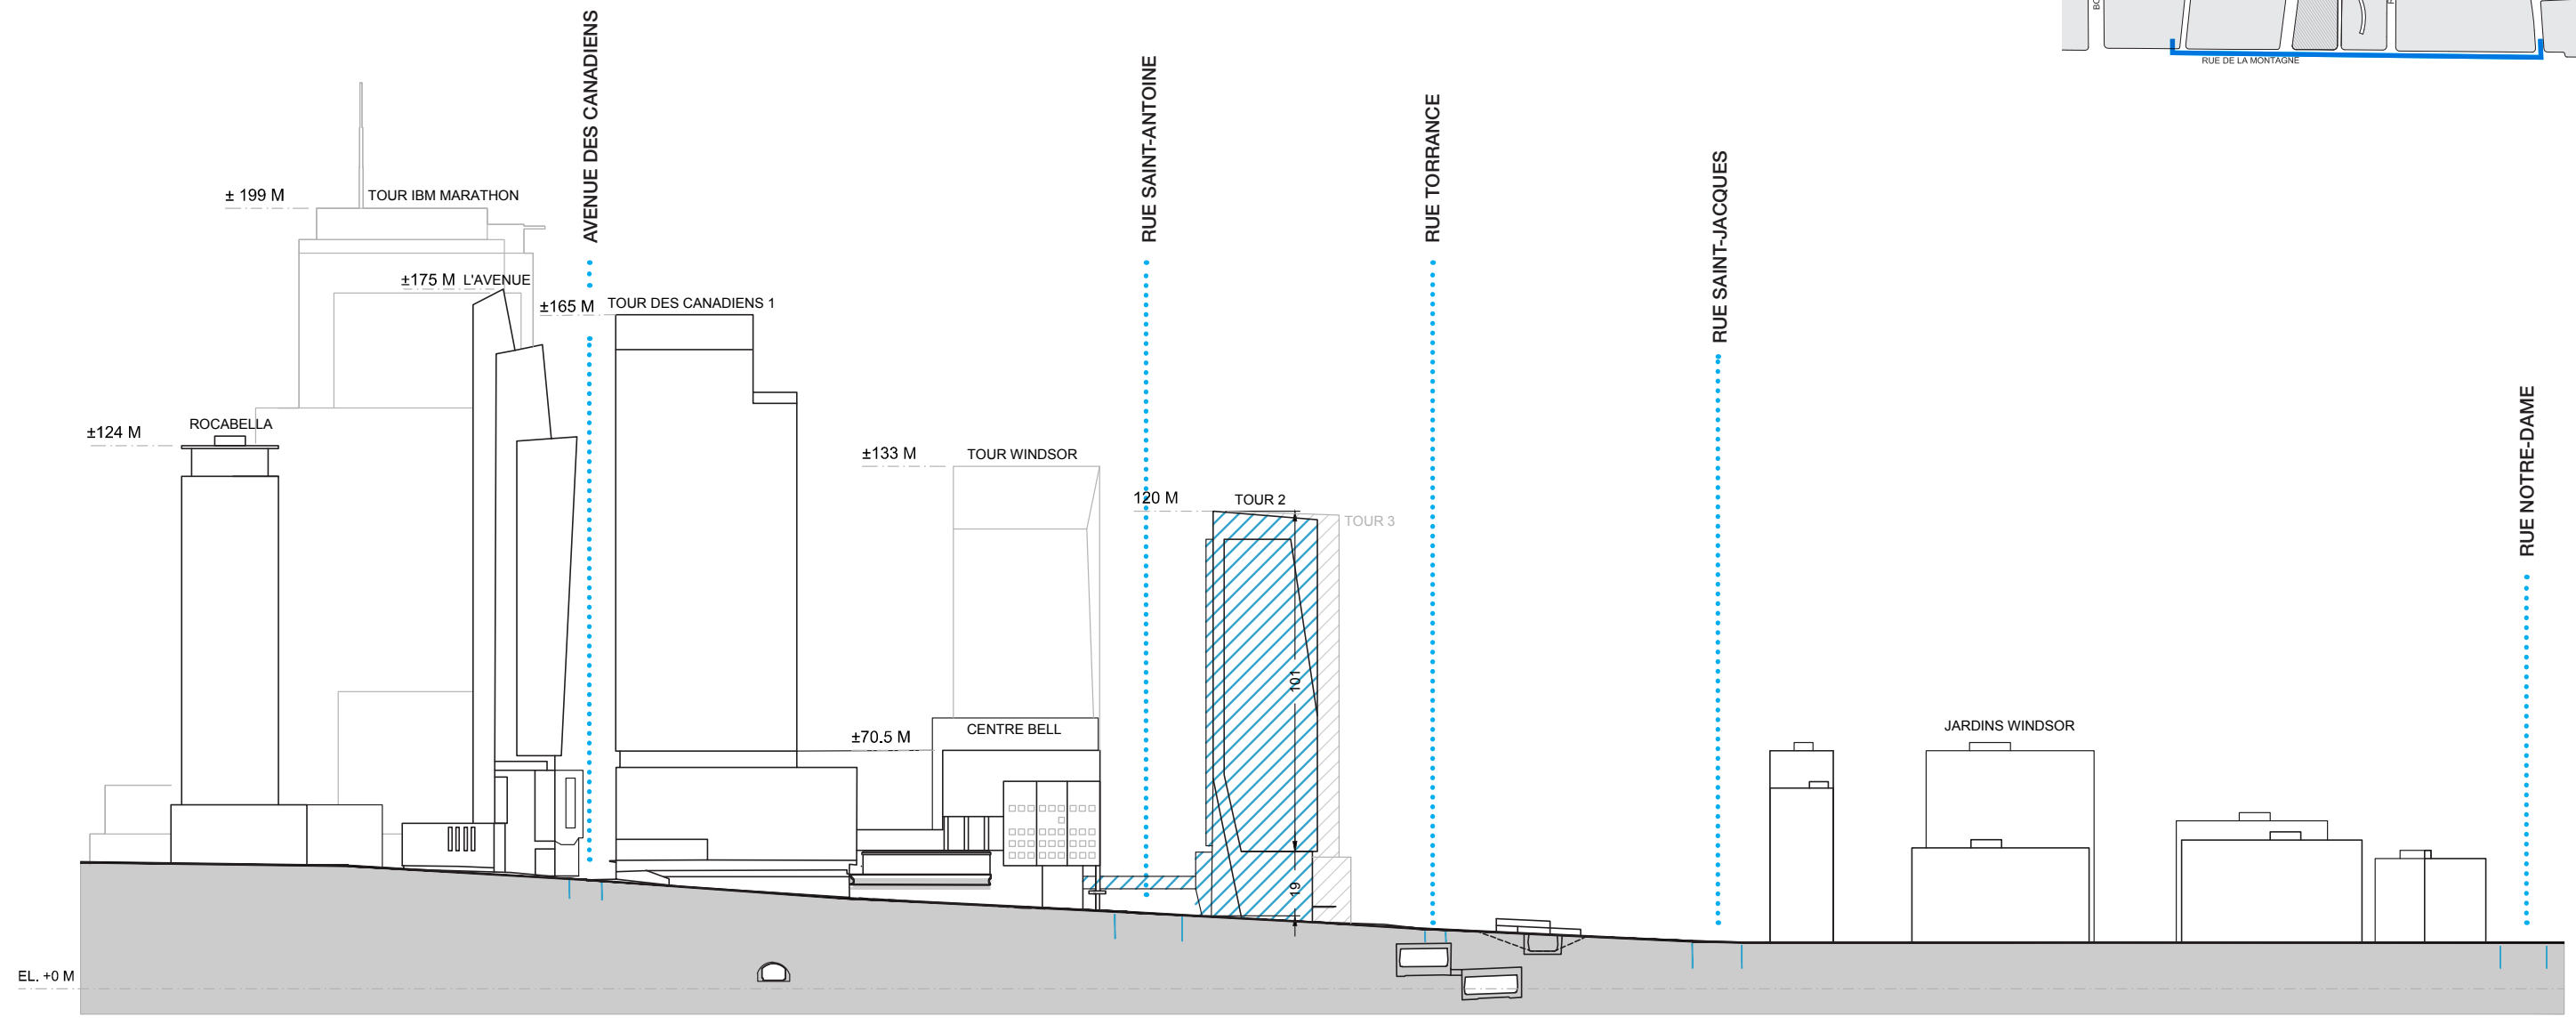 RUE DE LA MONTAGNE
AVENUE DES CANADIENS
RUE SAINT-ANTOINE
RUE TORRANCE
RUE SAINT-JACQUES
RUE NOTRE-DAME
± 199 M
TOUR IBM MARATHON
±175 M L'AVENUE
±165 M
TOUR DES CANADIENS 1
±124 M
ROCABELLA
±133 M
TOUR WINDSOR
120 M
TOUR 2
TOUR 3
101
±70.5 M
CENTRE BELL
JARDINS WINDSOR
19
EL. +0 M